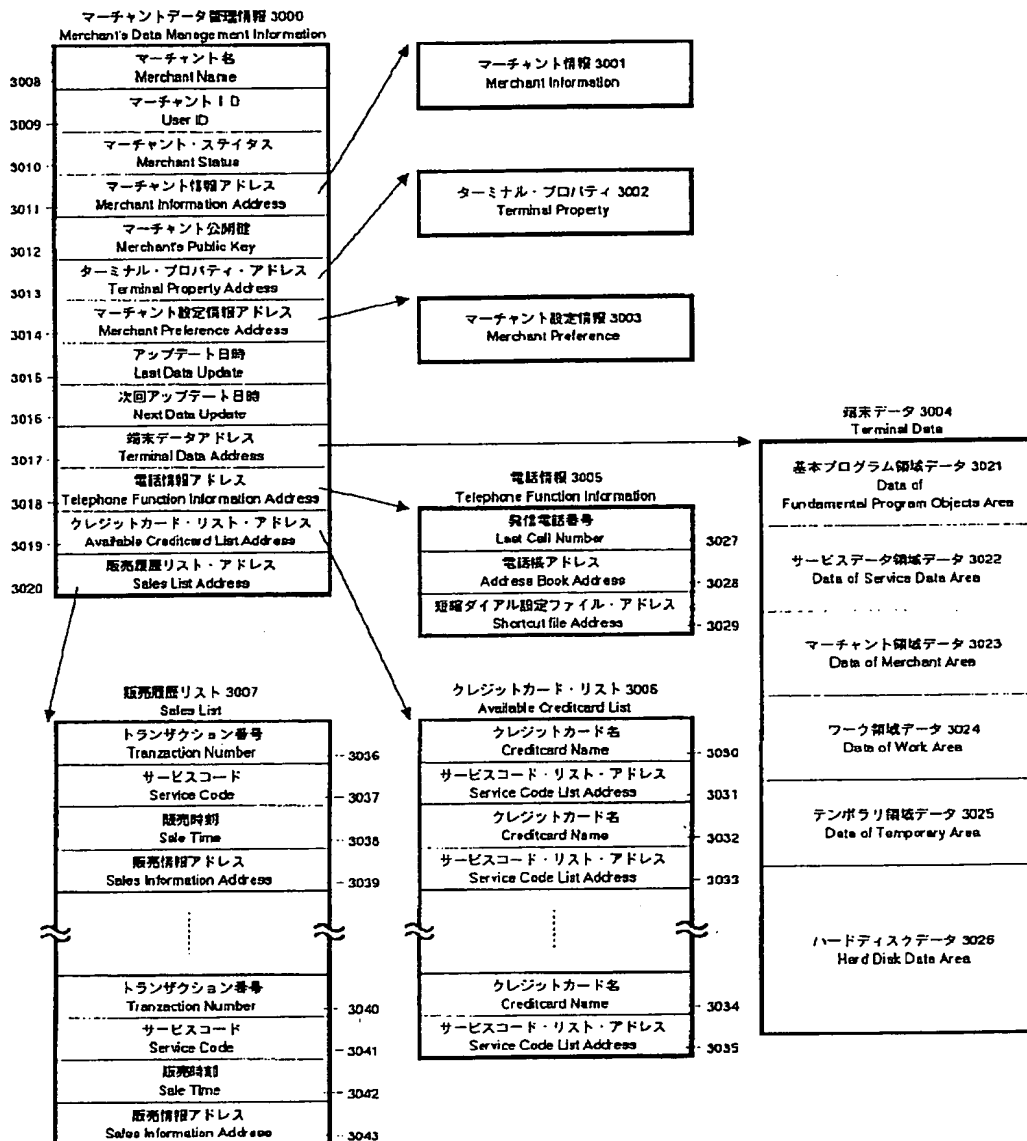 マーチャントデータ管理情報 3000
Merchant's Data Management Information
マーチャント名
Merchant Name
3008
マーチャントID
User ID
3009
マーチャント・ステイタス
Merchant Status
3010
マーチャント情報アドレス
Merchant Information Address
3011
マーチャント公開鍵
Merchant's Public Key
3012
ターミナル・プロパティ・アドレス
Terminal Property Address
3013
マーチャント設定情報アドレス
Merchant Preference Address
3014
アップデート日時
Last Data Update
3015
次回アップデート日時
Next Data Update
3016
端末データアドレス
Terminal Data Address
3017
電話情報アドレス
Telephone Function Information Address
3018
クレジットカード・リスト・アドレス
Available Creditcard List Address
3019
販売履歴リスト・アドレス
Sales List Address
3020
マーチャント情報 3001
Merchant Information
ターミナル・プロパティ 3002
Terminal Property
マーチャント設定情報 3003
Merchant Preference
端末データ 3004
Terminal Data
基本プログラム領域データ 3021
Data of
Fundamental Program Objects Area
サービスデータ領域データ 3022
Data of Service Data Area
マーチャント領域データ 3023
Data of Merchant Area
ワーク領域データ 3024
Data of Work Area
テンポラリ領域データ 3025
Data of Temporary Area
ハードディスクデータ 3026
Hard Disk Data Area
電話情報 3005
Telephone Function Information
発信電話番号
Last Call Number
3027
電話帳アドレス
Address Book Address
3028
短縮ダイアル設定ファイル・アドレス
Shortcut file Address
3029
販売履歴リスト 3007
Sales List
トランザクション番号
Tranzaction Number
3036
サービスコード
Service Code
3037
販売時刻
Sale Time
3038
販売情報アドレス
Sales Information Address
3039
トランザクション番号
Tranzaction Number
3040
サービスコード
Service Code
3041
販売時刻
Sale Time
3042
販売情報アドレス
Sales Information Address
3043
クレジットカード・リスト 3006
Available Creditcard List
クレジットカード名
Creditcard Name
3030
サービスコード・リスト・アドレス
Service Code List Address
3031
クレジットカード名
Creditcard Name
3032
サービスコード・リスト・アドレス
Service Code List Address
3033
クレジットカード名
Creditcard Name
3034
サービスコード・リスト・アドレス
Service Code List Address
3035